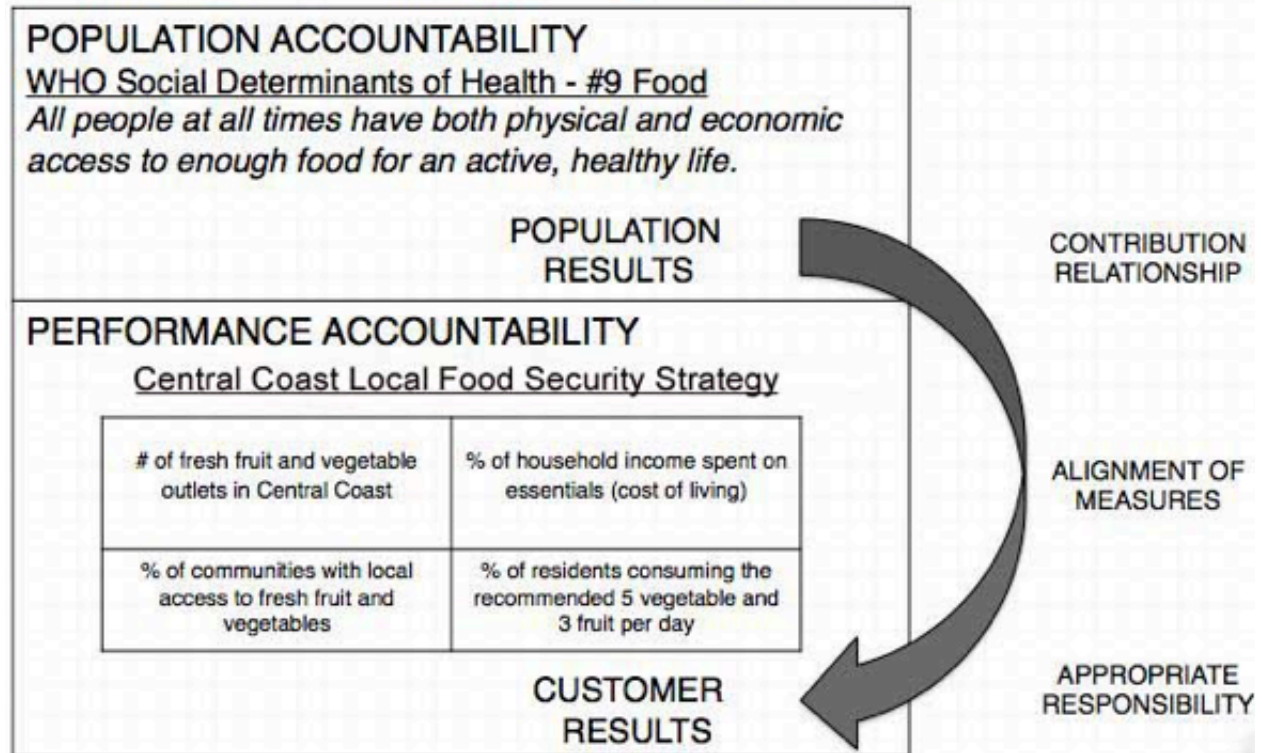 POPULATION ACCOUNTABILITY
WHO Social Determinants of Health - #9 Food
All people at all times have both physical and economic
access to enough food for an active, healthy life.
POPULATION
RESULTS
CONTRIBUTION
RELATIONSHIP
PERFORMANCE ACCOUNTABILITY
Central Coast Local Food Security Strategy
# of fresh fruit and vegetable
outlets in Central Coast
% of household income spent on
essentials (cost of living)
% of communities with local
access to fresh fruit and
vegetables
% of residents consuming the
recommended 5 vegetable and
3 fruit per day
ALIGNMENT OF
MEASURES
CUSTOMER
RESULTS
APPROPRIATE
RESPONSIBILITY